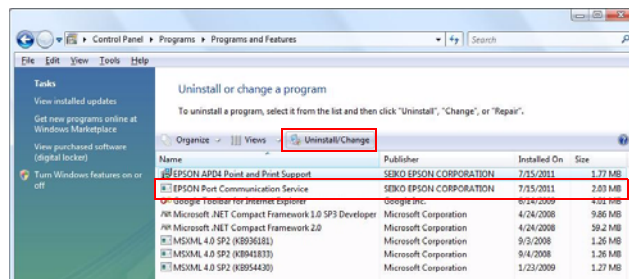 Control Panel ▸ Programs ▸ Programs and Features
Search
File Edit View Tools Help
Tasks
View installed updates
Get new programs online at
Windows Marketplace
View purchased software
(digital locker)
Turn Windows features on or
off
Uninstall or change a program
To uninstall a program, select it from the list and then click "Uninstall", "Change", or "Repair".
Organize Views Uninstall/Change
Name Publisher Installed On Size
EPSON APD4 Point and Print Support SEIKO EPSON CORPORATION 7/15/2011 1.77 MB
EPSON Port Communication Service SEIKO EPSON CORPORATION 7/15/2011 2.03 MB
Google Toolbar for Internet Explorer Google Inc. 6/14/2009 4.01 MB
Microsoft .NET Compact Framework 1.0 SP3 Developer Microsoft Corporation 4/24/2008 9.86 MB
Microsoft .NET Compact Framework 2.0 Microsoft Corporation 4/24/2008 59.2 MB
MSXML 4.0 SP2 (KB936181) Microsoft Corporation 9/3/2008 1.26 MB
MSXML 4.0 SP2 (KB941833) Microsoft Corporation 9/4/2008 1.26 MB
MSXML 4.0 SP2 (KB954430) Microsoft Corporation 1/23/2009 1.27 MB